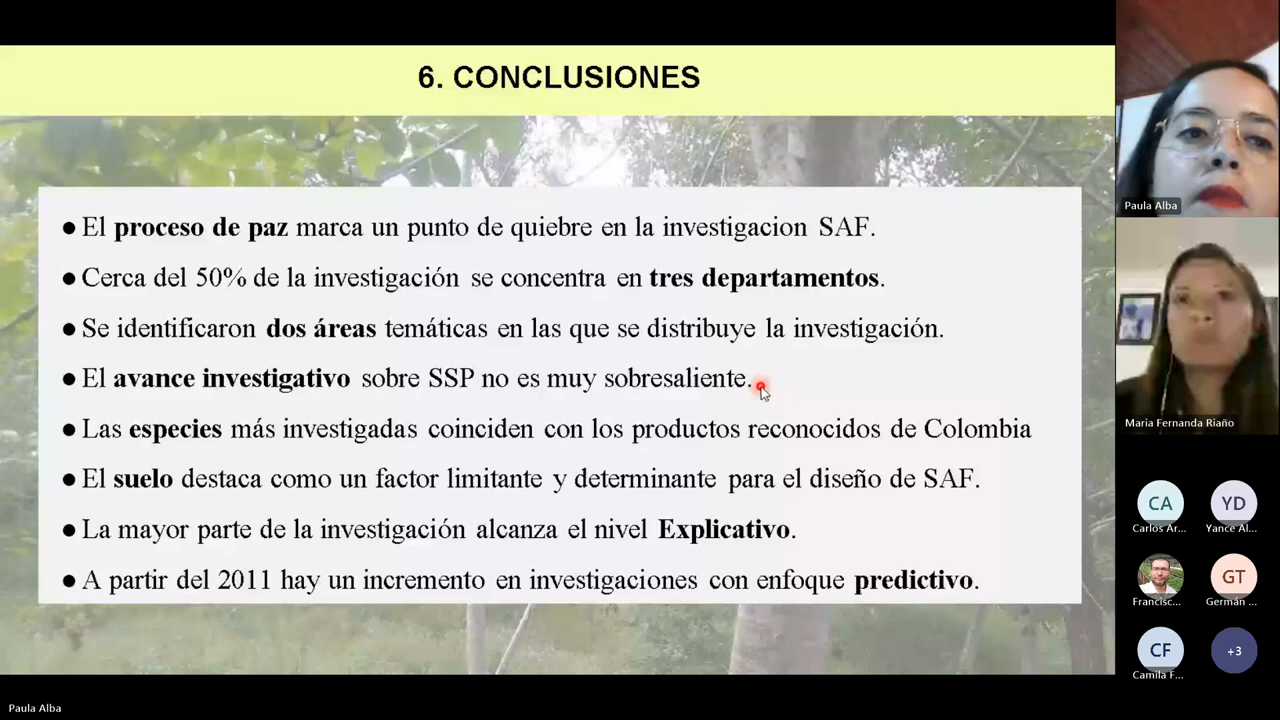 6. CONCLUSIONES
● El proceso de paz marca un punto de quiebre en la investigacion SAF.
● Cerca del 50% de la investigación se concentra en tres departamentos.
● Se identificaron dos áreas temáticas en las que se distribuye la investigación.
● El avance investigativo sobre SSP no es muy sobresaliente.
● Las especies más investigadas coinciden con los productos reconocidos de Colombia
● El suelo destaca como un factor limitante y determinante para el diseño de SAF.
● La mayor parte de la investigación alcanza el nivel Explicativo.
● A partir del 2011 hay un incremento en investigaciones con enfoque predictivo.
Paula Alba
Maria Fernanda Riaño
CA
YD
Carlos Ar...
Yance Al...
GT
Francisc...
Germán ...
CF
+3
Camila F...
Paula Alba